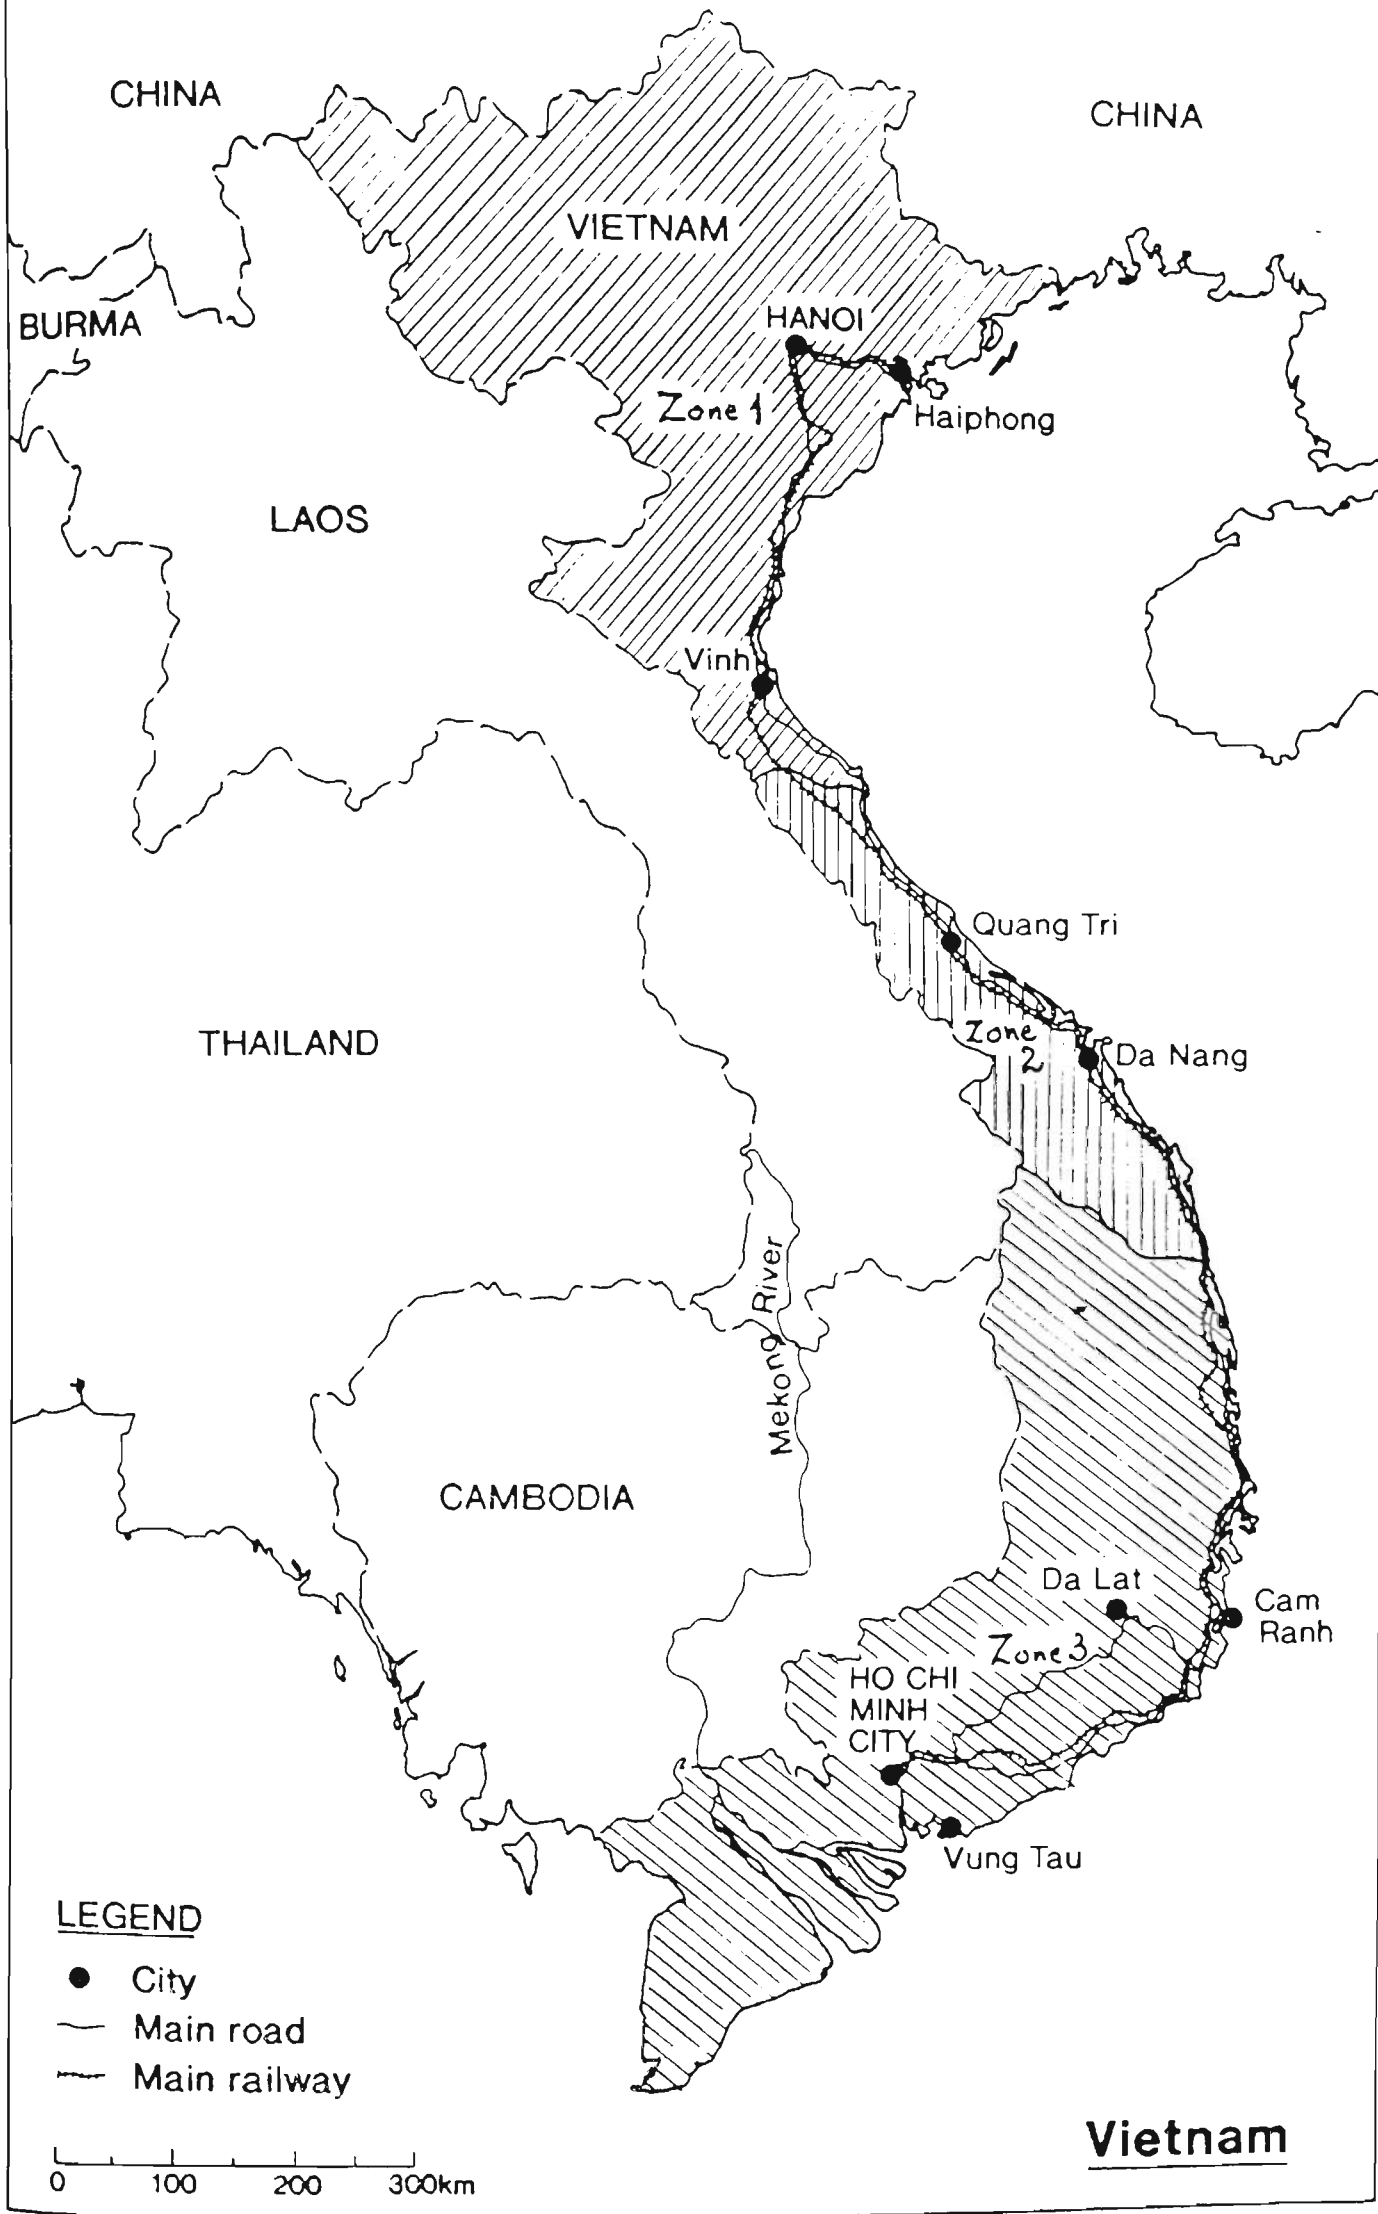 CHINA
CHINA
VIETNAM
BURMA
HANOI
Zone 1
Haiphong
LAOS
Vinh
Quang Tri
Zone
2
THAILAND
Da Nang
Mekong River
CAMBODIA
Da Lat
Cam
Ranh
Zone 3
HO CHI
MINH
CITY
Vung Tau
LEGEND
City
Main road
Main railway
Vietnam
0 100 200 300km